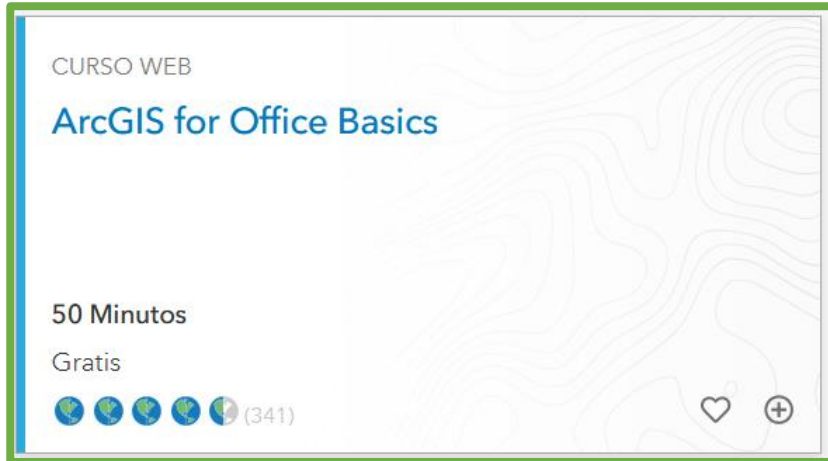 CURSO WEB
ArcGIS for Office Basics
50 Minutos
Gratis
(341)